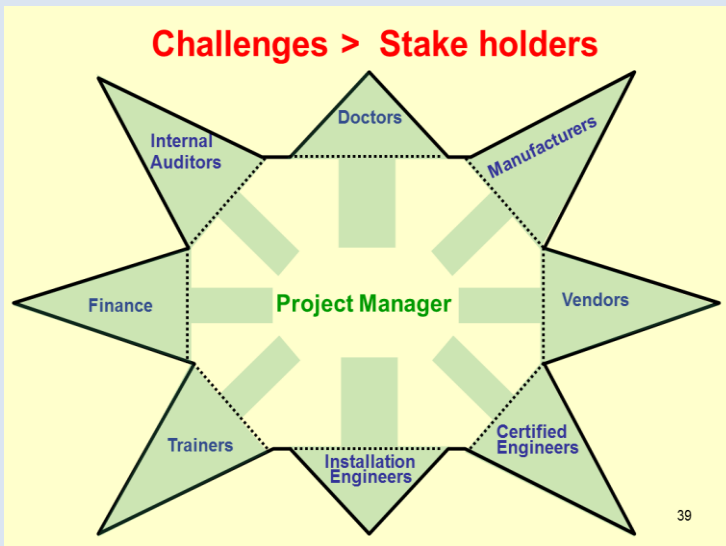 Challenges > Stake holders
Doctors
Internal
Auditors
Manufacturers
Finance
Project Manager
Vendors
Trainers
Installation
Engineers
Certified
Engineers
39